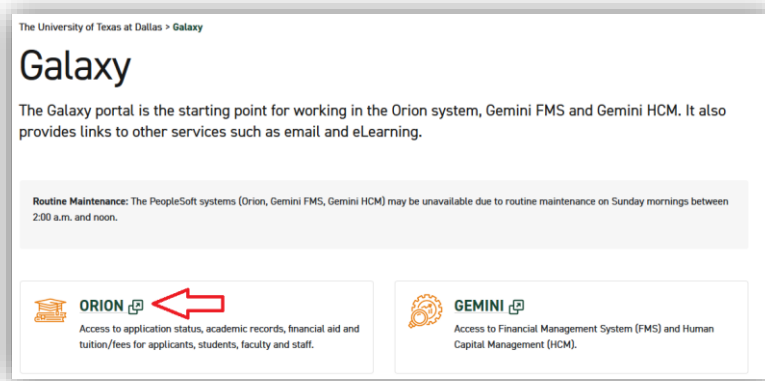 The University of Texas at Dallas > Galaxy
Galaxy
The Galaxy portal is the starting point for working in the Orion system, Gemini FMS and Gemini HCM. It also
provides links to other services such as email and eLearning.
Routine Maintenance: The PeopleSoft systems (Orion, Gemini FMS, Gemini HCM) may be unavailable due to routine maintenance on Sunday mornings between
2:00 a.m. and noon.
ORION
Access to application status, academic records, financial aid and
tuition/fees for applicants, students, faculty and staff.
GEMINI
Access to Financial Management System (FMS) and Human
Capital Management (HCM).